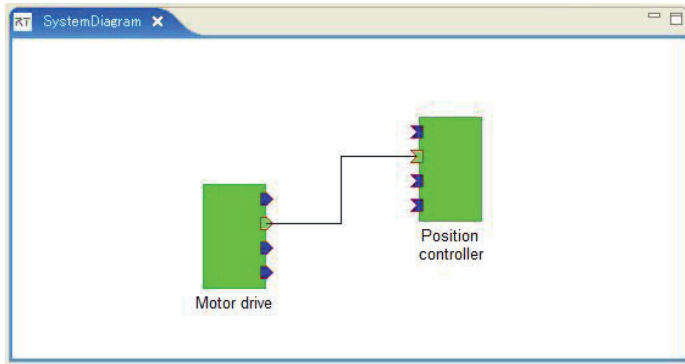 RT SystemDiagram
Position
controller
Motor drive